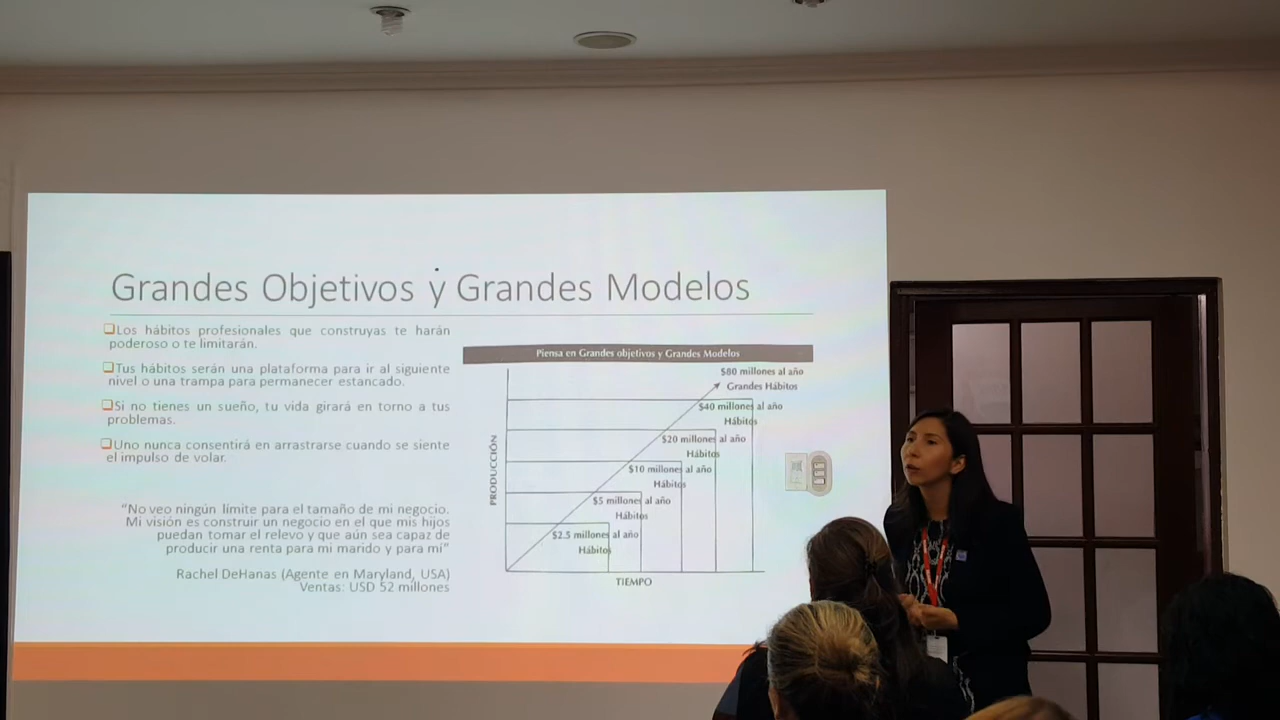 Grandes Objetivos y Grandes Modelos
❑Los hábitos profesionales que construyas te harán
poderoso o te limitarán.
❑Tus hábitos serán una plataforma para ir al siguiente
nivel o una trampa para permanecer estancado.
❑Si no tienes un sueño, tu vida girará en torno a tus
problemas.
❑Uno nunca consentirá en arrastrarse cuando se siente
el impulso de volar.
“No veo ningún límite para el tamaño de mi negocio.
Mi visión es construir un negocio en el que mis hijos
puedan tomar el relevo y que aún sea capaz de
producir una renta para mi marido y para mí”
Rachel DeHanas (Agente en Maryland, USA)
Ventas: USD 52 millones
Piensa en Grandes objetivos y Grandes Modelos
$80 millones al año
Grandes Hábitos
$40 millones al año
Hábitos
$20 millones al año
Hábitos
$10 millones al año
Hábitos
$5 millones al año
Hábitos
$2.5 millones al año
Hábitos
PRODUCCIÓN
TIEMPO